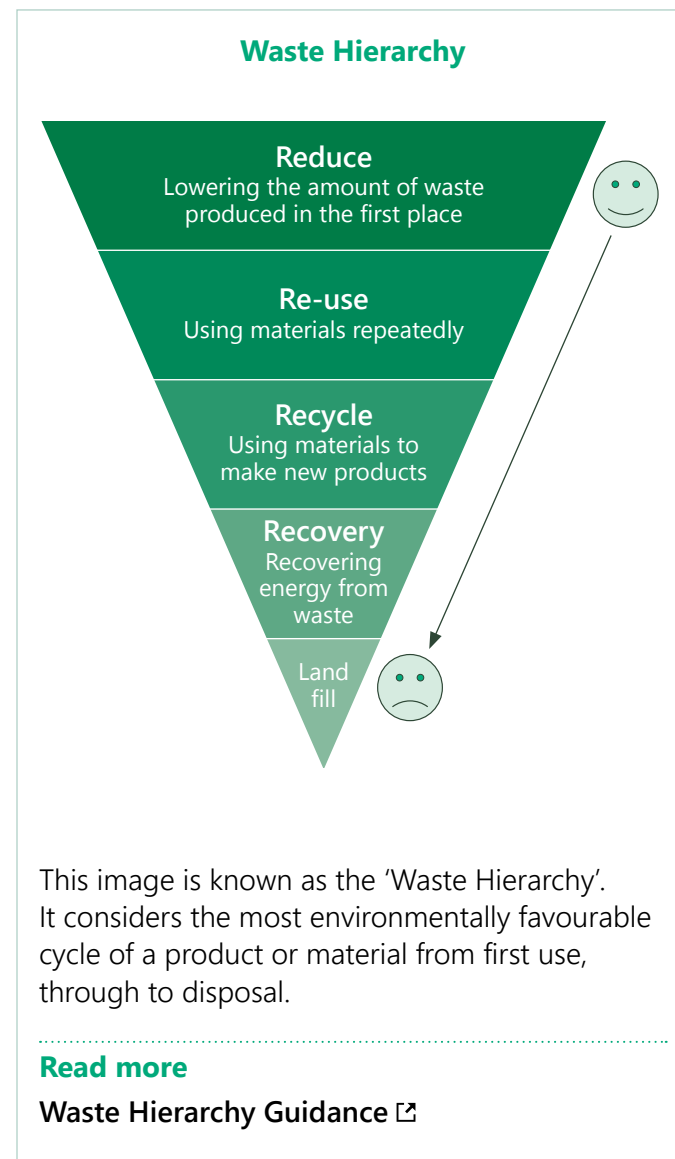 Waste Hierarchy
Reduce
Lowering the amount of waste
produced in the first place
Re-use
Using materials repeatedly
Recycle
Using materials to
make new products
Recovery
Recovering
energy from
waste
Land
fill
This image is known as the ‘Waste Hierarchy’.
It considers the most environmentally favourable
cycle of a product or material from first use,
through to disposal.
Read more
Waste Hierarchy Guidance